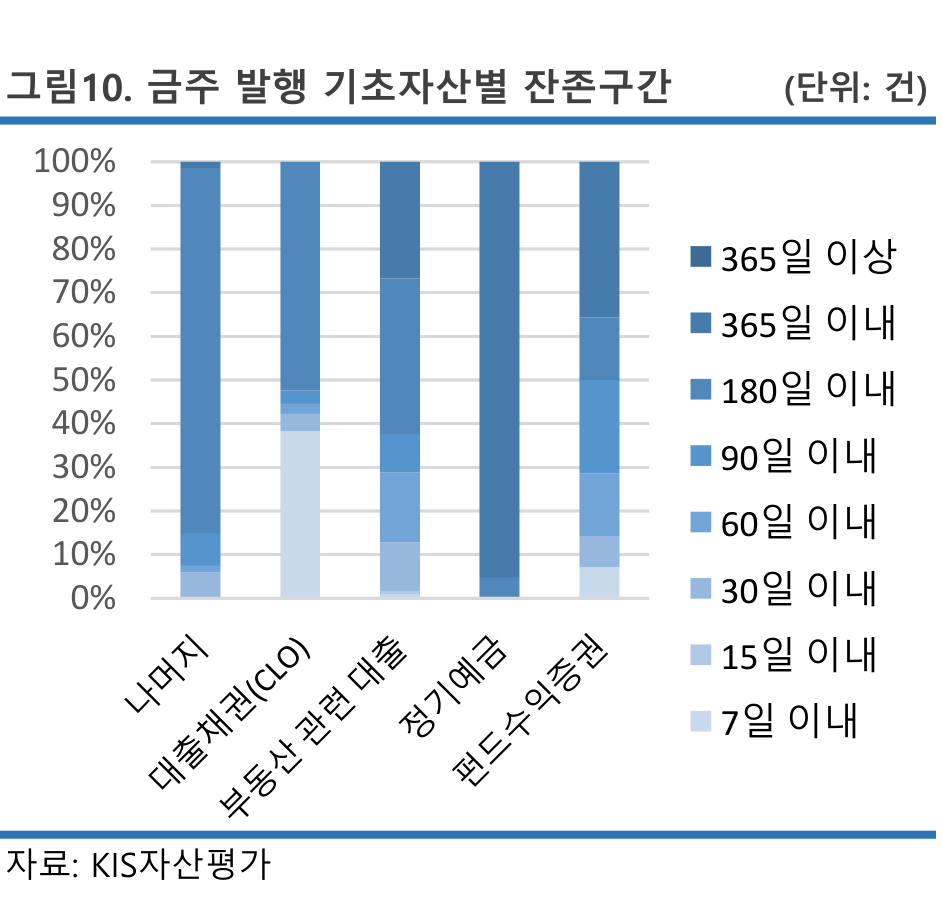 그림10. 금주 발행 기초자산별 잔존구간 (단위: 건)
100%
90%
80%
70%
60%
50%
40%
30%
20%
10%
0%
나머지
대출채권(CLO)
부동산 관련 대출
정기예금
펀드수익증권
365일 이상
365일 이내
180일 이내
90일 이내
60일 이내
30일 이내
15일 이내
7일 이내
자료: KIS자산평가